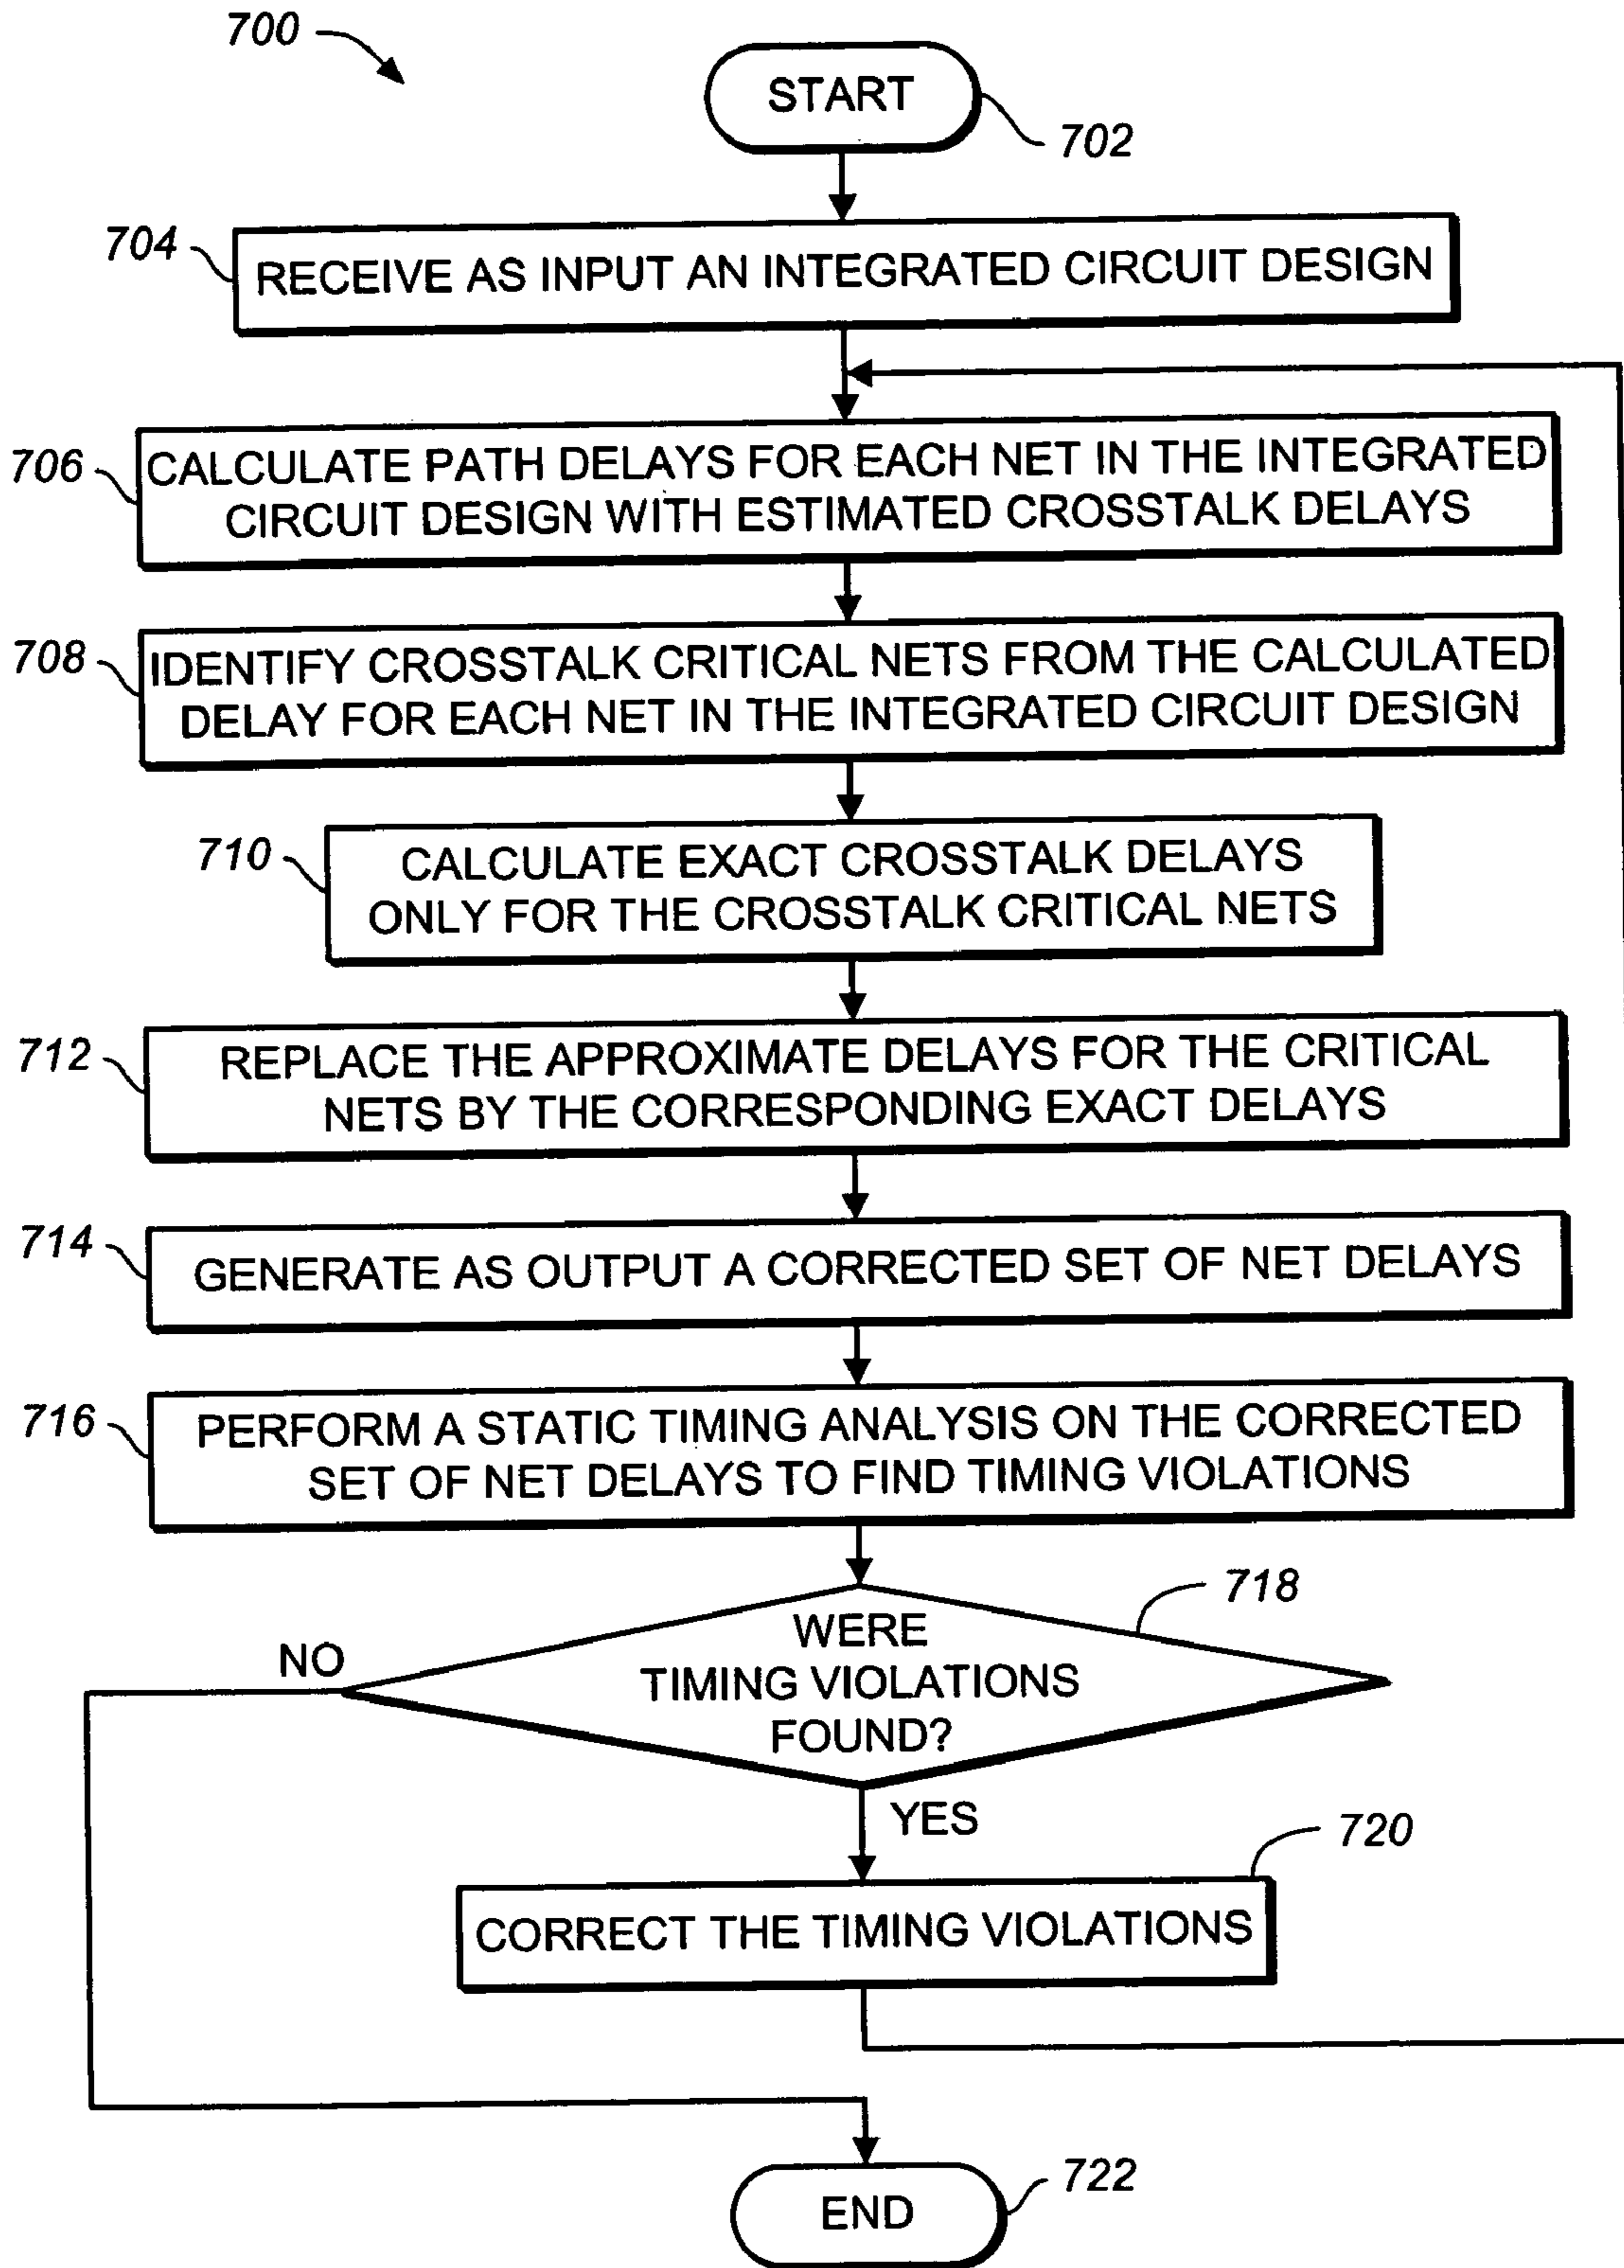 700
START
702
704
RECEIVE AS INPUT AN INTEGRATED CIRCUIT DESIGN
706
CALCULATE PATH DELAYS FOR EACH NET IN THE INTEGRATED
CIRCUIT DESIGN WITH ESTIMATED CROSSTALK DELAYS
708
IDENTIFY CROSSTALK CRITICAL NETS FROM THE CALCULATED
DELAY FOR EACH NET IN THE INTEGRATED CIRCUIT DESIGN
710
CALCULATE EXACT CROSSTALK DELAYS
ONLY FOR THE CROSSTALK CRITICAL NETS
712
REPLACE THE APPROXIMATE DELAYS FOR THE CRITICAL
NETS BY THE CORRESPONDING EXACT DELAYS
714
GENERATE AS OUTPUT A CORRECTED SET OF NET DELAYS
716
PERFORM A STATIC TIMING ANALYSIS ON THE CORRECTED
SET OF NET DELAYS TO FIND TIMING VIOLATIONS
718
WERE
TIMING VIOLATIONS
FOUND?
NO
YES
720
CORRECT THE TIMING VIOLATIONS
722
END